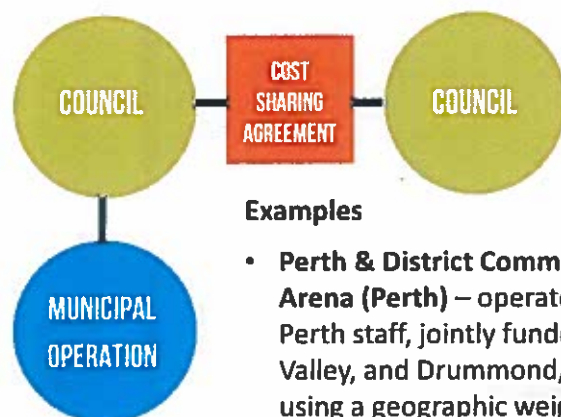 COUNCIL
COST
SHARING
AGREEMENT
COUNCIL
MUNICIPAL
OPERATION
Examples
• Perth & District Comm
Arena (Perth) – operate
Perth staff, jointly fund
Valley, and Drummond,
using a geographic wei